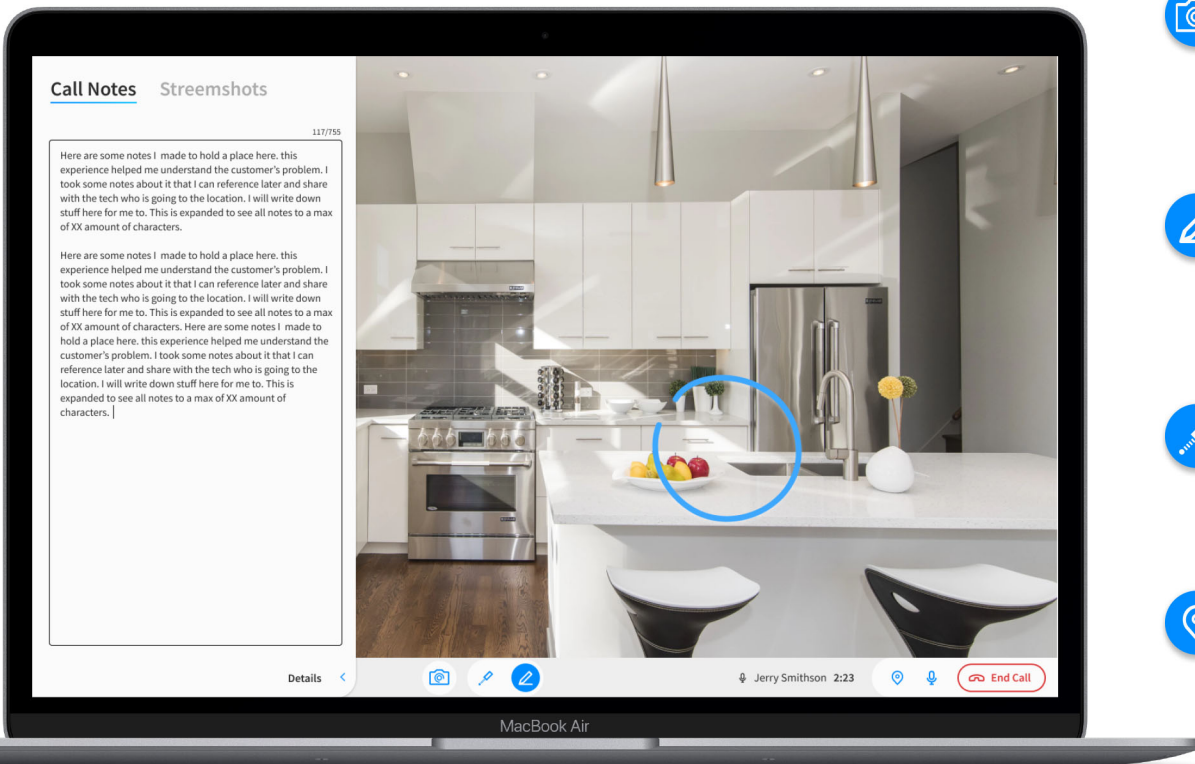 Call Notes Streemshots
117/755
Here are some notes I made to hold a place here. this
experience helped me understand the customer's problem. I
took some notes about it that I can reference later and share
with the tech who is going to the location. I will write down
stuff here for me to. This is expanded to see all notes to a max
of XX amount of characters.
Here are some notes I made to hold a place here. this
experience helped me understand the customer's problem. I
took some notes about it that I can reference later and share
with the tech who is going to the location. I will write down
stuff here for me to. This is expanded to see all notes to a max
of XX amount of characters. Here are some notes I made to
hold a place here. this experience helped me understand the
customer's problem. I took some notes about it that I can
reference later and share with the tech who is going to the
location. I will write down stuff here for me to. This is
expanded to see all notes to a max of XX amount of
characters.
Details
Jerry Smithson 2:23
End Call
MacBook Air